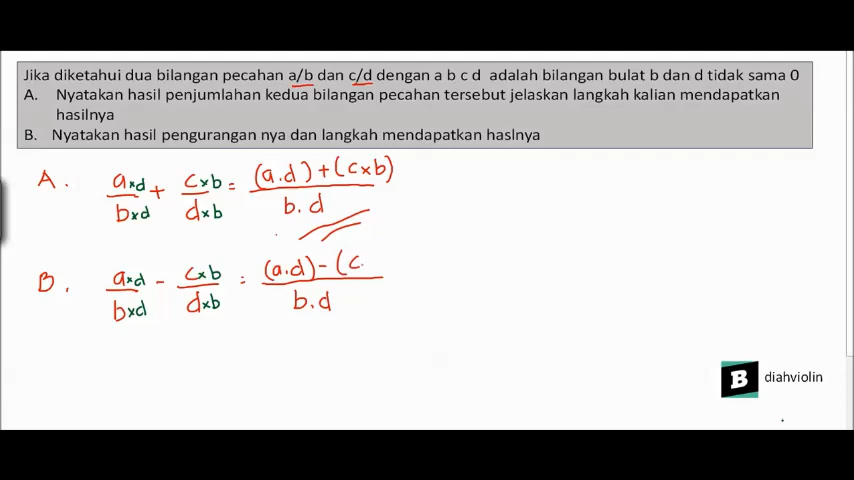 Jika diketahui dua bilangan pecahan a/b dan c/d dengan a b c d adalah bilangan bulat b dan d tidak sama 0
A. Nyatakan hasil penjumlahan kedua bilangan pecahan tersebut jelaskan langkah kalian mendapatkan
hasilnya
B. Nyatakan hasil pengurangan nya dan langkah mendapatkan haslnya
A. a×d/b×d + c×b/d×b = (a.d)+(c×b)/b.d
B. a×d/b×d - c×b/d×b = (a.d)-(c./b.d
B diahviolin